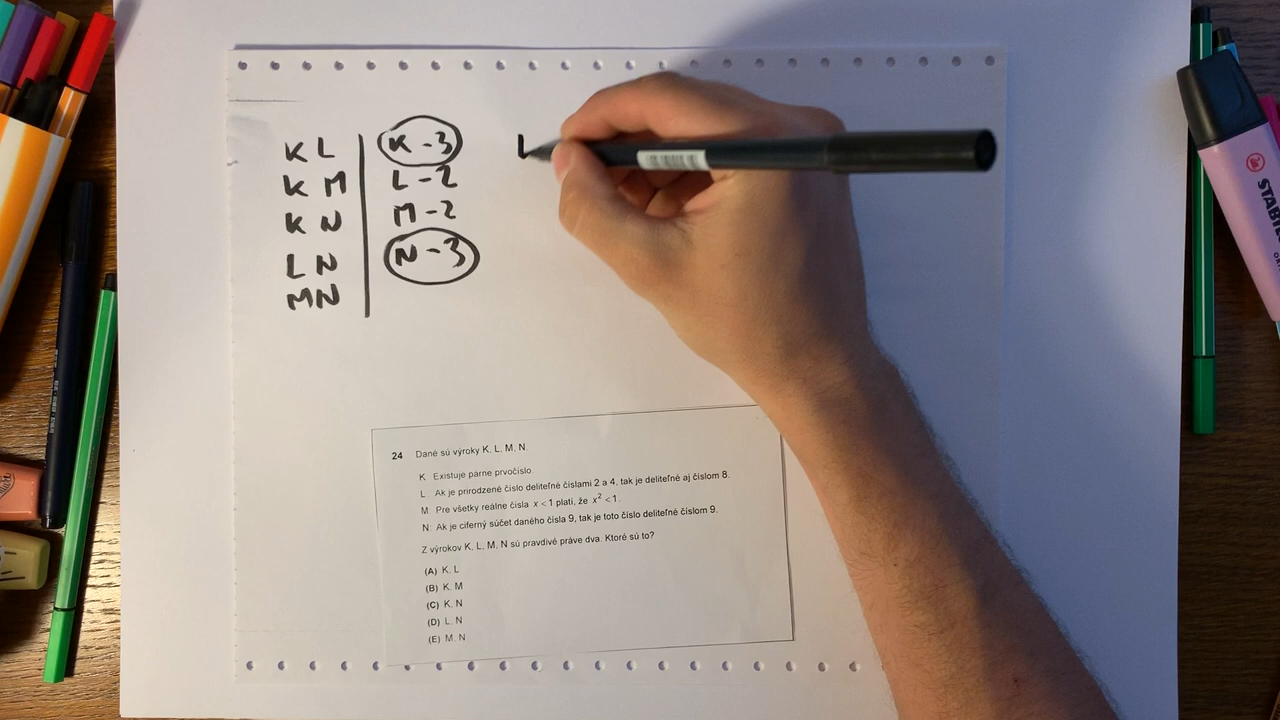 K L
K M
K N
L N
M N
K - 3
L - 2
M - 2
N - 3
L
24 Dané sú výroky K, L, M, N.
K Existuje párne prvočíslo.
L Ak je prirodzené číslo deliteľné číslami 2 a 4, tak je deliteľné aj číslom 8.
M: Pre všetky reálne čísla x < 1 platí, že x² < 1.
N: Ak je ciferný súčet daného čísla 9, tak je toto číslo deliteľné číslom 9.
Z výrokov K, L, M, N sú pravdivé práve dva. Ktoré sú to?
(A) K, L
(B) K, M
(C) K, N
(D) L, N
(E) M, N
STABIL